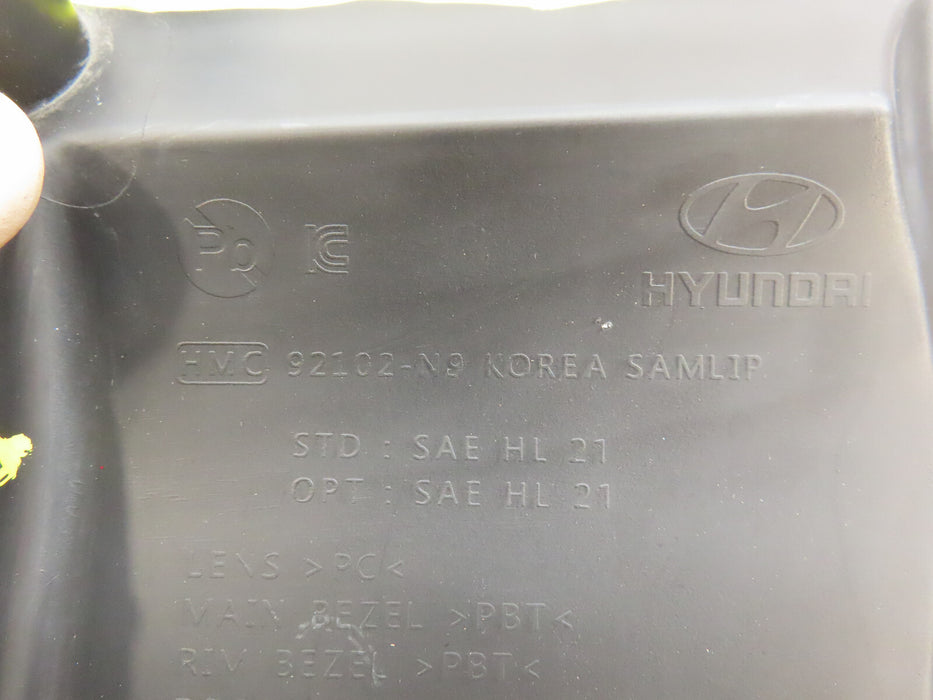 Pb
HYUNDAI
HMC 92102-N9 KOREA SAMLIP
STD : SAE HL 21
OPT : SAE HL 21
LENS >PC<
MAIN BEZEL >PBT<
RIM BEZEL >PBT<